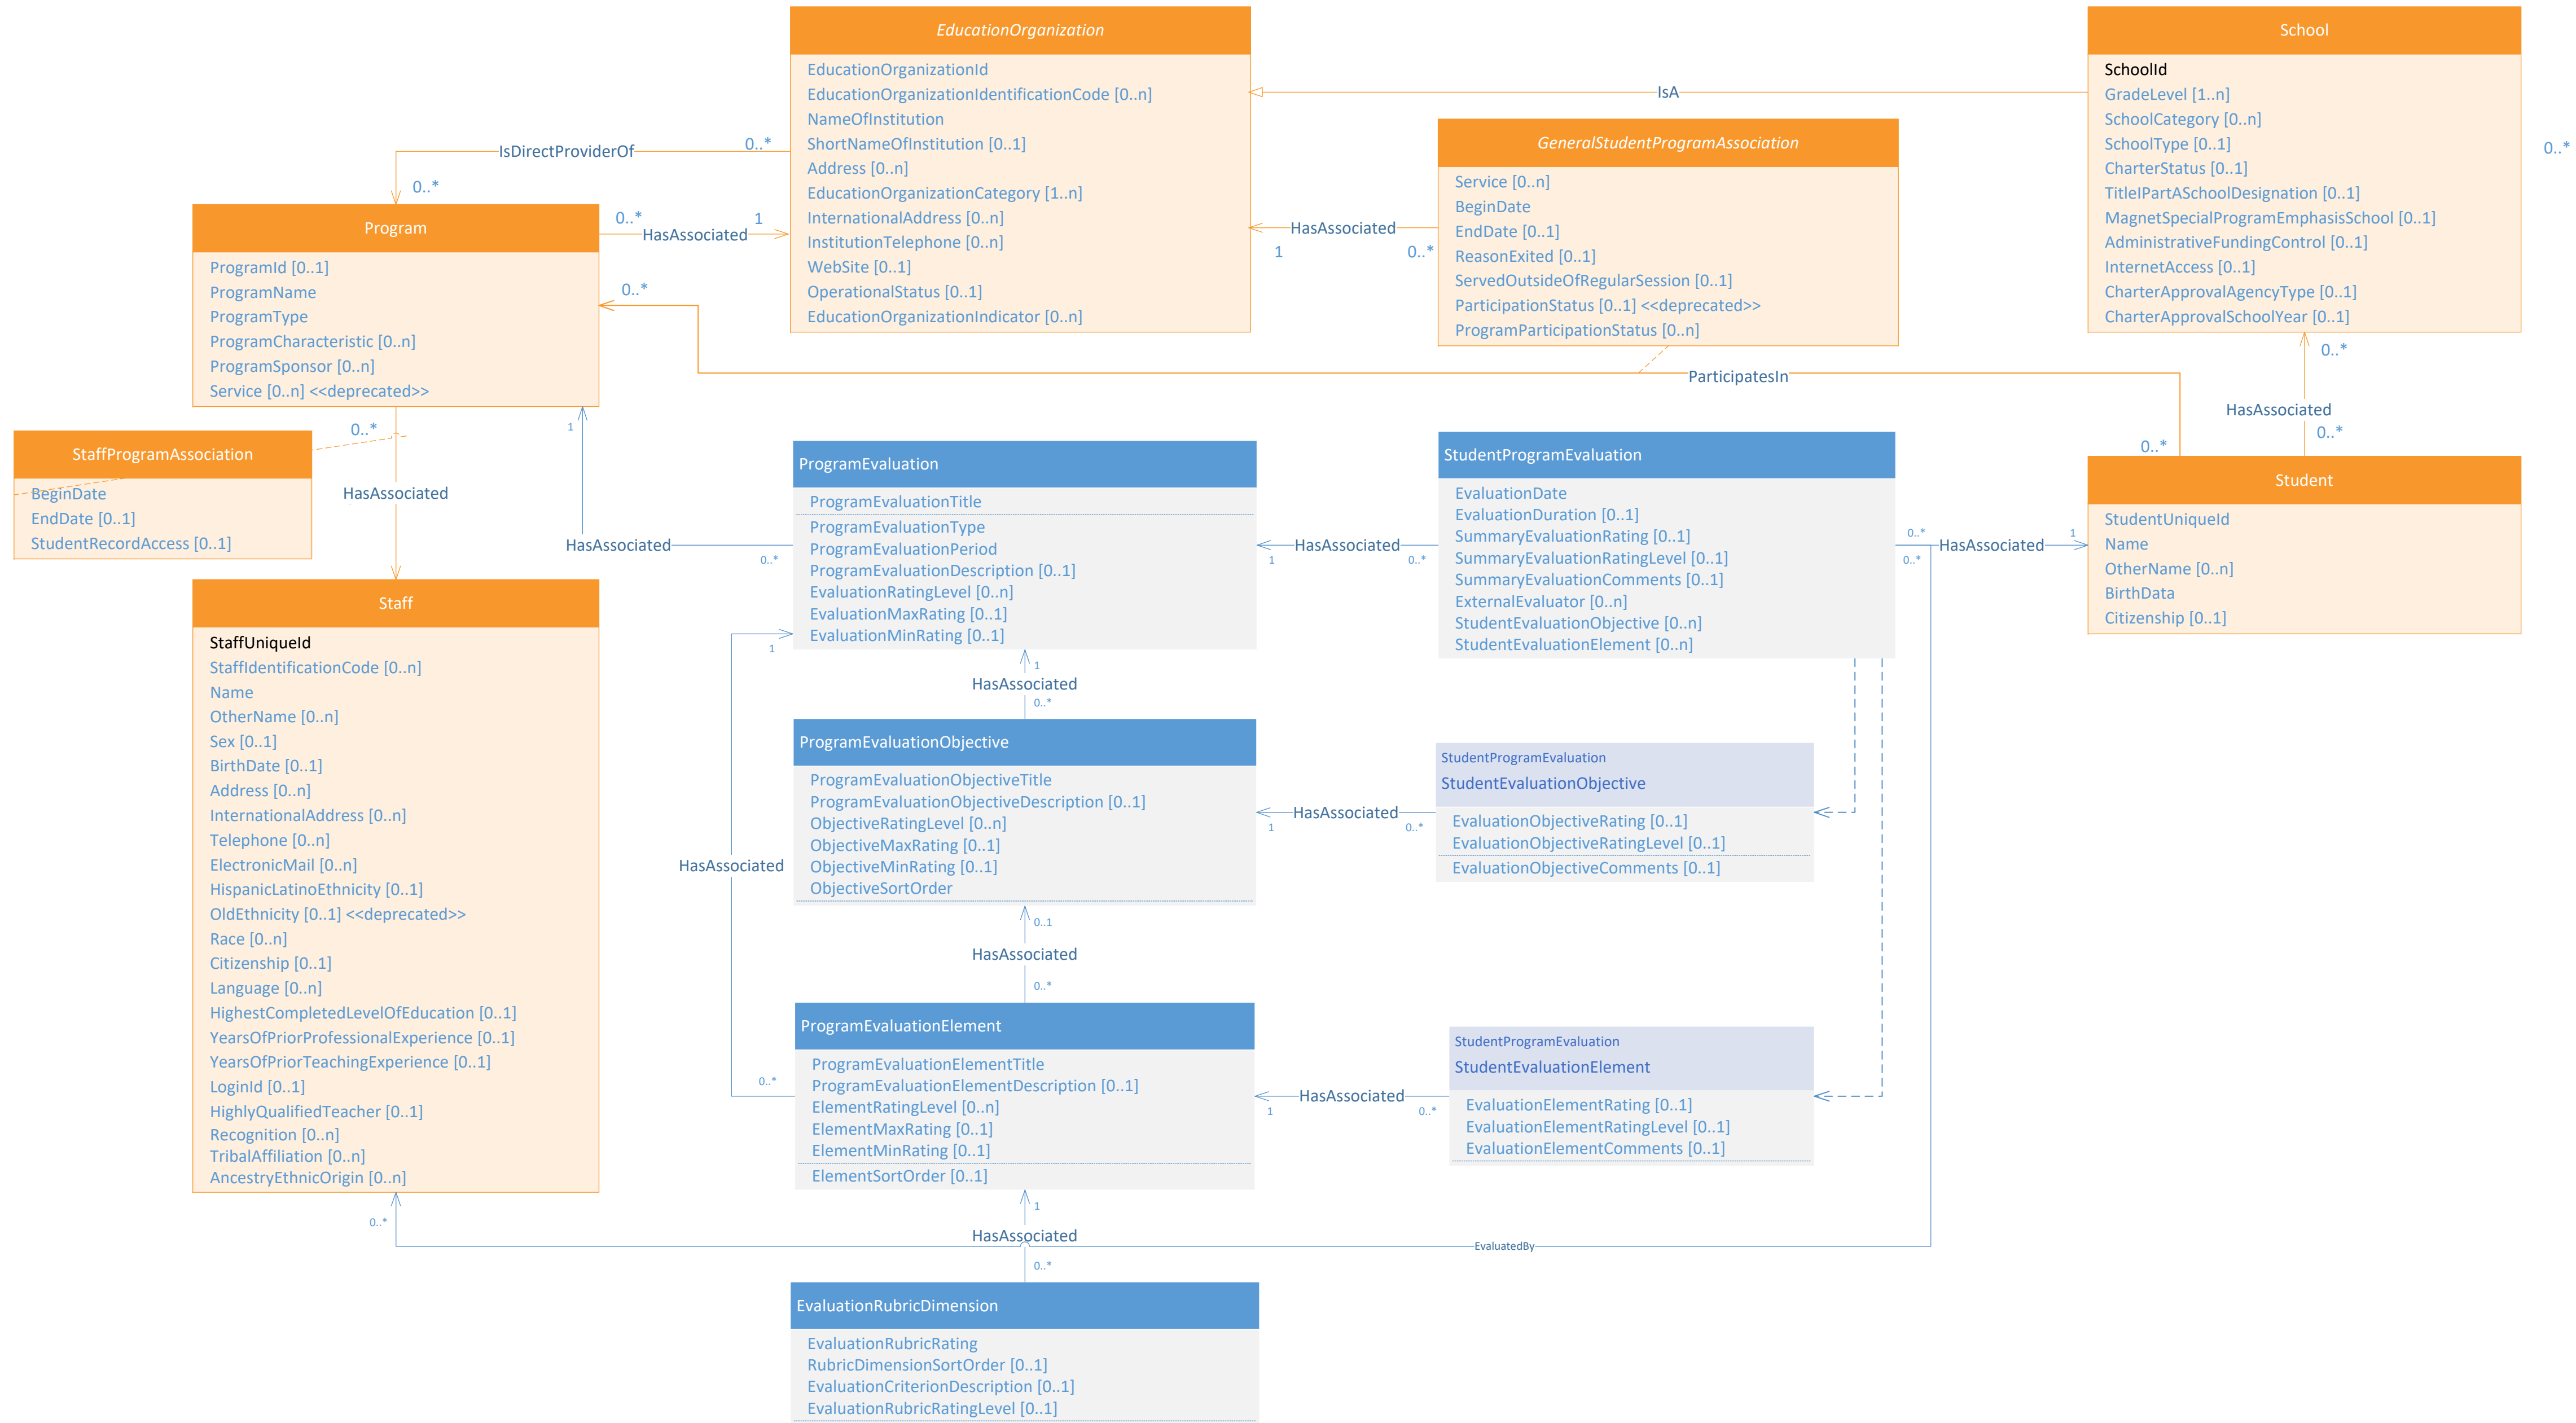 EducationOrganization
EducationOrganizationId
EducationOrganizationIdentificationCode [0..n]
NameOfInstitution
ShortNameOfInstitution [0..1]
Address [0..n]
EducationOrganizationCategory [1..n]
InternationalAddress [0..n]
InstitutionTelephone [0..n]
WebSite [0..1]
OperationalStatus [0..1]
EducationOrganizationIndicator [0..n]
IsA
School
SchoolId
GradeLevel [1..n]
SchoolCategory [0..n]
SchoolType [0..1]
CharterStatus [0..1]
TitleIPartASchoolDesignation [0..1]
MagnetSpecialProgramEmphasisSchool [0..1]
AdministrativeFundingControl [0..1]
InternetAccess [0..1]
CharterApprovalAgencyType [0..1]
CharterApprovalSchoolYear [0..1]
0..*
GeneralStudentProgramAssociation
Service [0..n]
BeginDate
EndDate [0..1]
ReasonExited [0..1]
ServedOutsideOfRegularSession [0..1]
ParticipationStatus [0..1] <<deprecated>>
ProgramParticipationStatus [0..n]
HasAssociated
1
0..*
IsDirectProviderOf
0..*
0..*
Program
ProgramId [0..1]
ProgramName
ProgramType
ProgramCharacteristic [0..n]
ProgramSponsor [0..n]
Service [0..n] <<deprecated>>
0..*
HasAssociated
1
0..*
ParticipatesIn
0..*
0..*
HasAssociated
0..*
Student
StudentUniqueId
Name
OtherName [0..n]
BirthData
Citizenship [0..1]
StaffProgramAssociation
BeginDate
EndDate [0..1]
StudentRecordAccess [0..1]
0..*
HasAssociated
Staff
StaffUniqueId
StaffIdentificationCode [0..n]
Name
OtherName [0..n]
Sex [0..1]
BirthDate [0..1]
Address [0..n]
InternationalAddress [0..n]
Telephone [0..n]
ElectronicMail [0..n]
HispanicLatinoEthnicity [0..1]
OldEthnicity [0..1] <<deprecated>>
Race [0..n]
Citizenship [0..1]
Language [0..n]
HighestCompletedLevelOfEducation [0..1]
YearsOfPriorProfessionalExperience [0..1]
YearsOfPriorTeachingExperience [0..1]
LoginId [0..1]
HighlyQualifiedTeacher [0..1]
Recognition [0..n]
TribalAffiliation [0..n]
AncestryEthnicOrigin [0..n]
0..*
1
HasAssociated
0..*
ProgramEvaluation
ProgramEvaluationTitle
ProgramEvaluationType
ProgramEvaluationPeriod
ProgramEvaluationDescription [0..1]
EvaluationRatingLevel [0..n]
EvaluationMaxRating [0..1]
EvaluationMinRating [0..1]
1
HasAssociated
0..*
StudentProgramEvaluation
EvaluationDate
EvaluationDuration [0..1]
SummaryEvaluationRating [0..1]
SummaryEvaluationRatingLevel [0..1]
SummaryEvaluationComments [0..1]
ExternalEvaluator [0..n]
StudentEvaluationObjective [0..n]
StudentEvaluationElement [0..n]
0..*
0..*
HasAssociated
1
1
HasAssociated
0..*
1
HasAssociated
0..*
ProgramEvaluationObjective
ProgramEvaluationObjectiveTitle
ProgramEvaluationObjectiveDescription [0..1]
ObjectiveRatingLevel [0..n]
ObjectiveMaxRating [0..1]
ObjectiveMinRating [0..1]
ObjectiveSortOrder
1
HasAssociated
0..*
StudentProgramEvaluation
StudentEvaluationObjective
EvaluationObjectiveRating [0..1]
EvaluationObjectiveRatingLevel [0..1]
EvaluationObjectiveComments [0..1]
0..1
HasAssociated
0..*
ProgramEvaluationElement
ProgramEvaluationElementTitle
ProgramEvaluationElementDescription [0..1]
ElementRatingLevel [0..n]
ElementMaxRating [0..1]
ElementMinRating [0..1]
ElementSortOrder [0..1]
1
HasAssociated
0..*
StudentProgramEvaluation
StudentEvaluationElement
EvaluationElementRating [0..1]
EvaluationElementRatingLevel [0..1]
EvaluationElementComments [0..1]
1
HasAssociated
EvaluatedBy
0..*
EvaluationRubricDimension
EvaluationRubricRating
RubricDimensionSortOrder [0..1]
EvaluationCriterionDescription [0..1]
EvaluationRubricRatingLevel [0..1]